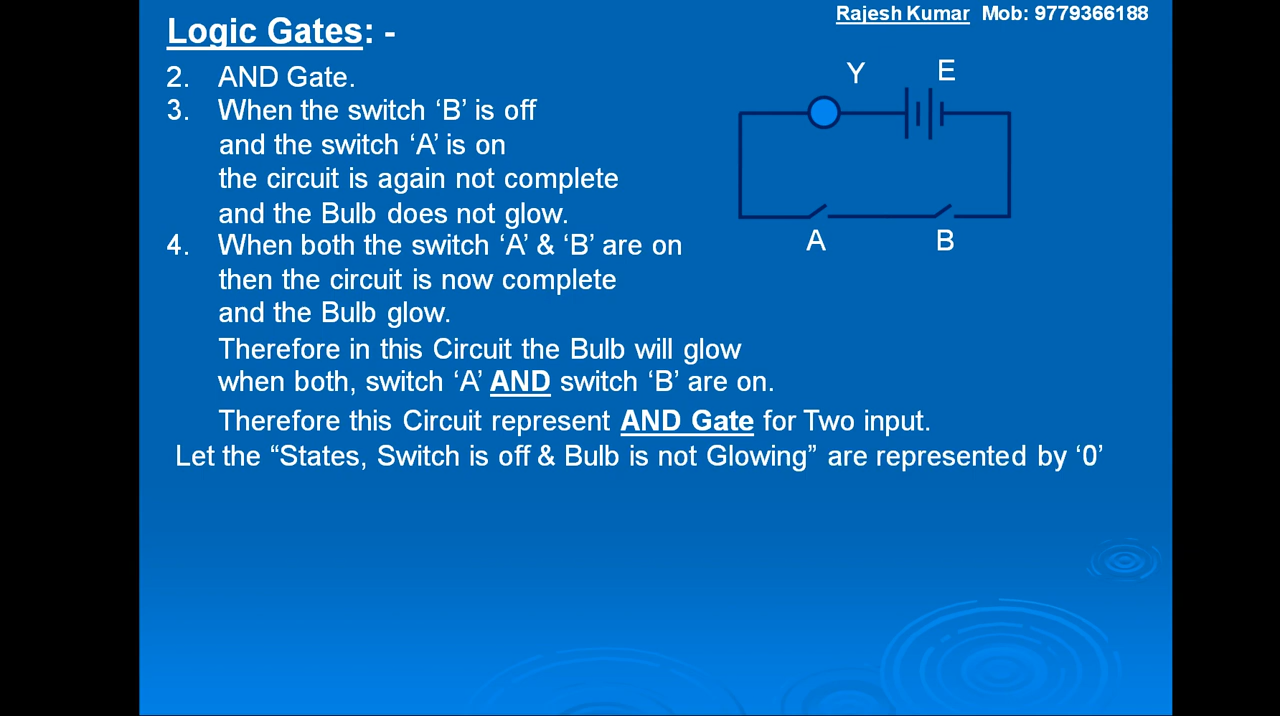 Rajesh Kumar Mob: 9779366188
Logic Gates: -
2. AND Gate.
3. When the switch ‘B’ is off
and the switch ‘A’ is on
the circuit is again not complete
and the Bulb does not glow.
4. When both the switch ‘A’ & ‘B’ are on
then the circuit is now complete
and the Bulb glow.
Therefore in this Circuit the Bulb will glow
when both, switch ‘A’ AND switch ‘B’ are on.
Therefore this Circuit represent AND Gate for Two input.
Let the “States, Switch is off & Bulb is not Glowing” are represented by ‘0’
Y E
A B